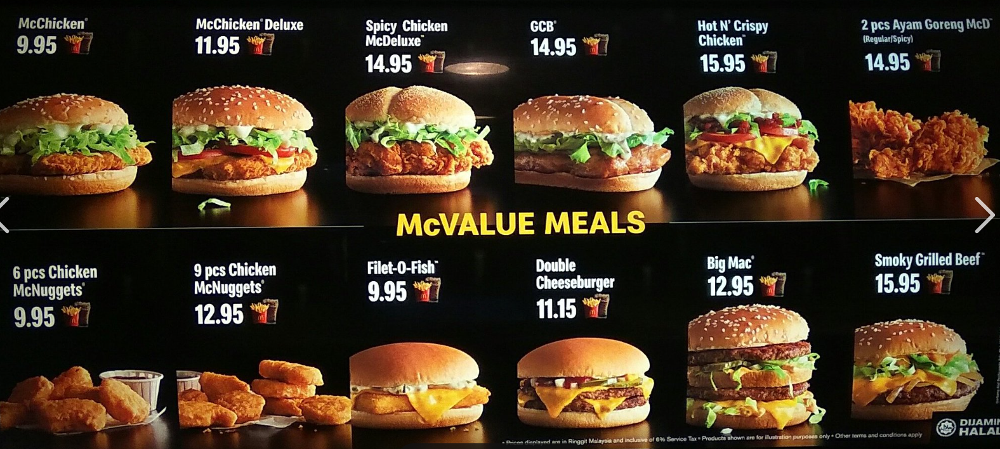 McChicken®
9.95
McChicken® Deluxe
11.95
Spicy Chicken
McDeluxe™
14.95
GCB®
14.95
Hot N' Crispy
Chicken™
15.95
2 pcs Ayam Goreng McD™
(Regular/Spicy)
14.95
McVALUE MEALS
6 pcs Chicken
McNuggets®
9.95
9 pcs Chicken
McNuggets®
12.95
Filet-O-Fish™
9.95
Double
Cheeseburger
11.15
Big Mac®
12.95
Smoky Grilled Beef™
15.95
• Prices displayed are in Ringgit Malaysia and inclusive of 6% Service Tax • Products shown are for illustration purposes only • Other terms and conditions apply
DIJAMIN
HALAL